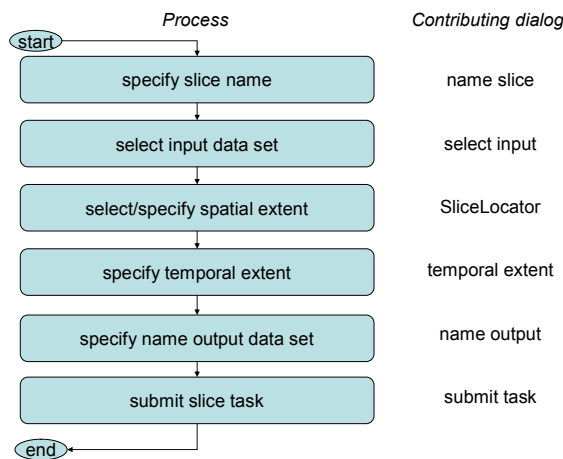 Process Contributing dialog
start
specify slice name name slice
select input data set select input
select/specify spatial extent SliceLocator
specify temporal extent temporal extent
specify name output data set name output
submit slice task submit task
end